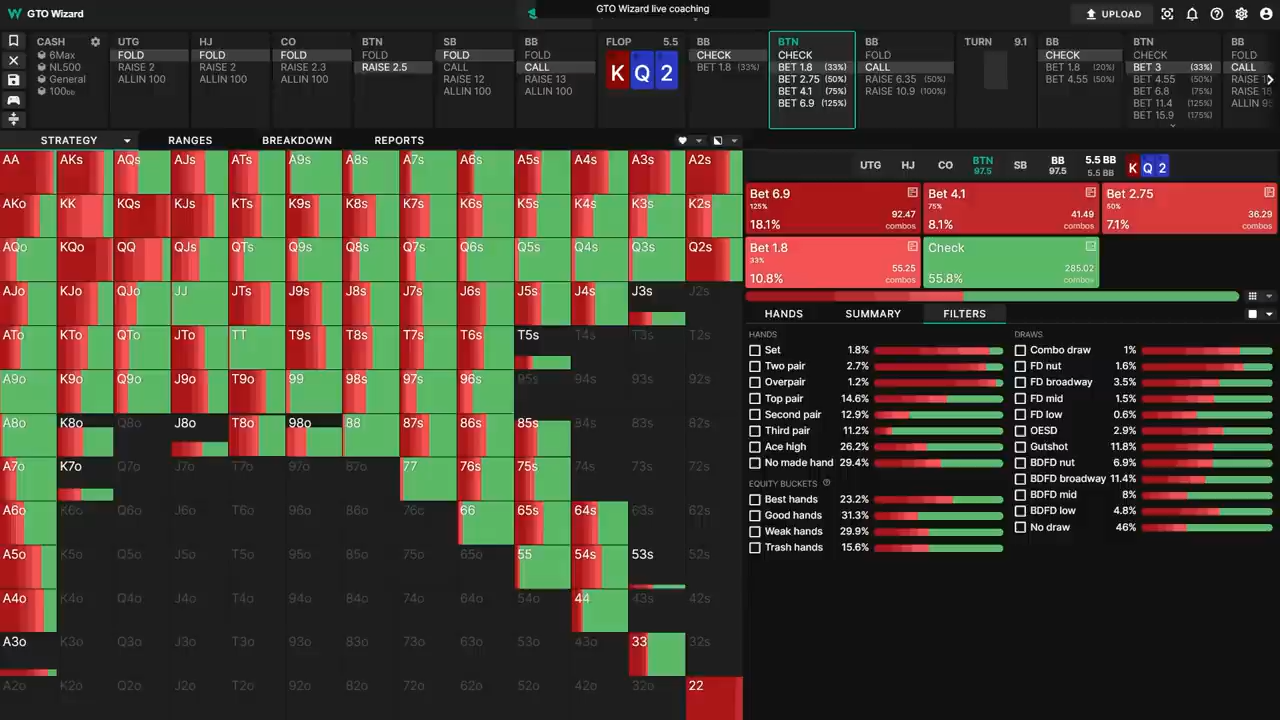 GTO Wizard live coaching
GTO Wizard
UPLOAD
CASH
6Max
NL500
General
100bb
UTG
FOLD
RAISE 2
ALLIN 100
HJ
FOLD
RAISE 2
ALLIN 100
CO
FOLD
RAISE 2.3
ALLIN 100
BTN
FOLD
RAISE 2.5
SB
FOLD
CALL
RAISE 12
ALLIN 100
BB
FOLD
CALL
RAISE 13
ALLIN 100
FLOP 5.5
K Q 2
BB
CHECK
BET 1.8 (33%)
BTN
CHECK
BET 1.8 (33%)
BET 2.75 (50%)
BET 4.1 (75%)
BET 6.9 (125%)
BB
FOLD
CALL
RAISE 6.35 (50%)
RAISE 10.9 (100%)
TURN 9.1
BB
CHECK
BET 1.8 (20%)
BET 4.55 (50%)
BTN
CHECK
BET 3 (33%)
BET 4.55 (50%)
BET 6.8 (75%)
BET 11.4 (125%)
BET 15.9 (175%)
BB
FOLD
CALL
STRATEGY RANGES BREAKDOWN REPORTS
AA AKs AQs AJs ATs A9s A8s A7s A6s A5s A4s A3s A2s
AKo KK KQs KJs KTs K9s K8s K7s K6s K5s K4s K3s K2s
AQo KQo QQ QJs QTs Q9s Q8s Q7s Q6s Q5s Q4s Q3s Q2s
AJo KJo QJo JJ JTs J9s J8s J7s J6s J5s J4s J3s J2s
ATo KTo QTo JTo TT T9s T8s T7s T6s T5s T4s T3s T2s
A9o K9o Q9o J9o T9o 99 98s 97s 96s 95s 94s 93s 92s
A8o K8o Q8o J8o T8o 98o 88 87s 86s 85s 84s 83s 82s
A7o K7o Q7o J7o T7o 97o 87o 77 76s 75s 74s 73s 72s
A6o K6o Q6o J6o T6o 96o 86o 76o 66 65s 64s 63s 62s
A5o K5o Q5o J5o T5o 95o 85o 75o 65o 55 54s 53s 52s
A4o K4o Q4o J4o T4o 94o 84o 74o 64o 54o 44 43s 42s
A3o K3o Q3o J3o T3o 93o 83o 73o 63o 53o 43o 33 32s
A2o K2o Q2o J2o T2o 92o 82o 72o 62o 52o 42o 32o 22
UTG HJ CO BTN 97.5 SB BB 97.5 5.5 BB 5.5 BB K Q 2
Bet 6.9
125%
92.47
18.1% combos
Bet 4.1
75%
41.49
8.1% combos
Bet 2.75
50%
36.29
7.1% combos
Bet 1.8
33%
55.25
10.8% combos
Check
285.02
55.8% combos
HANDS SUMMARY FILTERS
HANDS
Set 1.8%
Two pair 2.7%
Overpair 1.2%
Top pair 14.6%
Second pair 12.9%
Third pair 11.2%
Ace high 26.2%
No made hand 29.4%
EQUITY BUCKETS
Best hands 23.2%
Good hands 31.3%
Weak hands 29.9%
Trash hands 15.6%
DRAWS
Combo draw 1%
FD nut 1.6%
FD broadway 3.5%
FD mid 1.5%
FD low 0.6%
OESD 2.9%
Gutshot 11.8%
BDFD nut 6.9%
BDFD broadway 11.4%
BDFD mid 8%
BDFD low 4.8%
No draw 46%